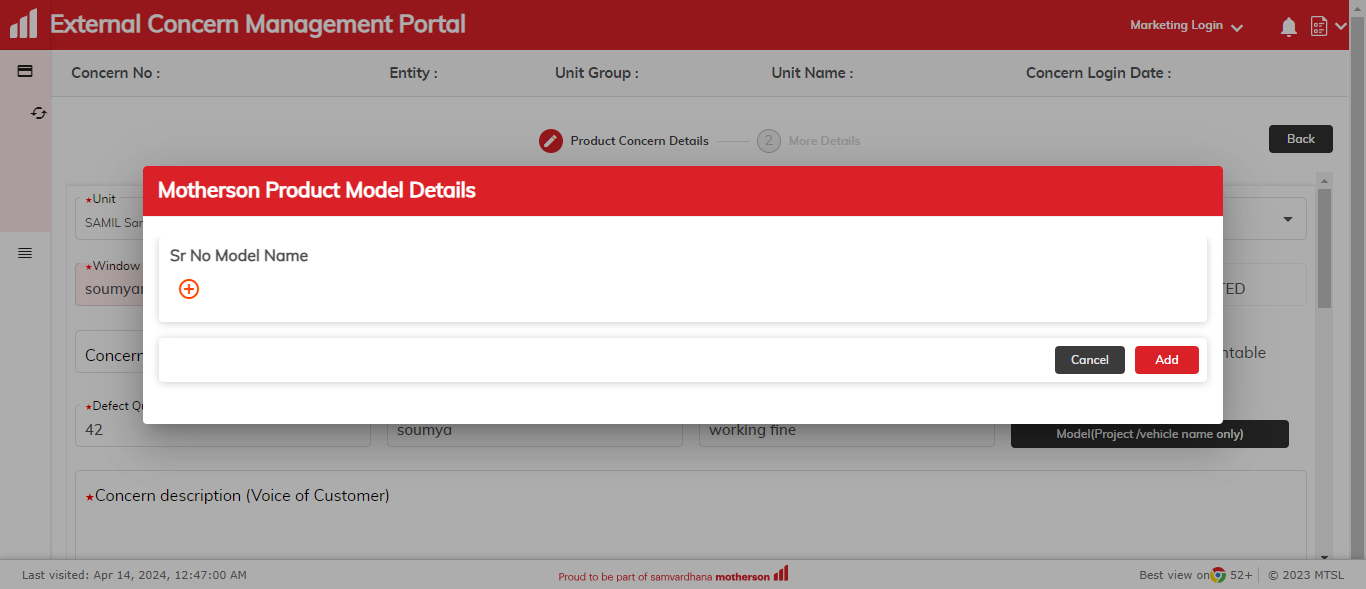 External Concern Management Portal
Marketing Login
Concern No :
Entity :
Unit Group :
Unit Name :
Concern Login Date :
Product Concern Details
2
More Details
Back
Motherson Product Model Details
*Unit
SAMIL
Sr No Model Name
*Window
TED
Concern
ntable
Cancel
Add
*Defect
42
soumya
working fine
Model(Project /vehicle name only)
*Concern description (Voice of Customer)
Last visited: Apr 14, 2024, 12:47:00 AM
Proud to be part of samvardhana motherson
Best view on 52+
© 2023 MTSL